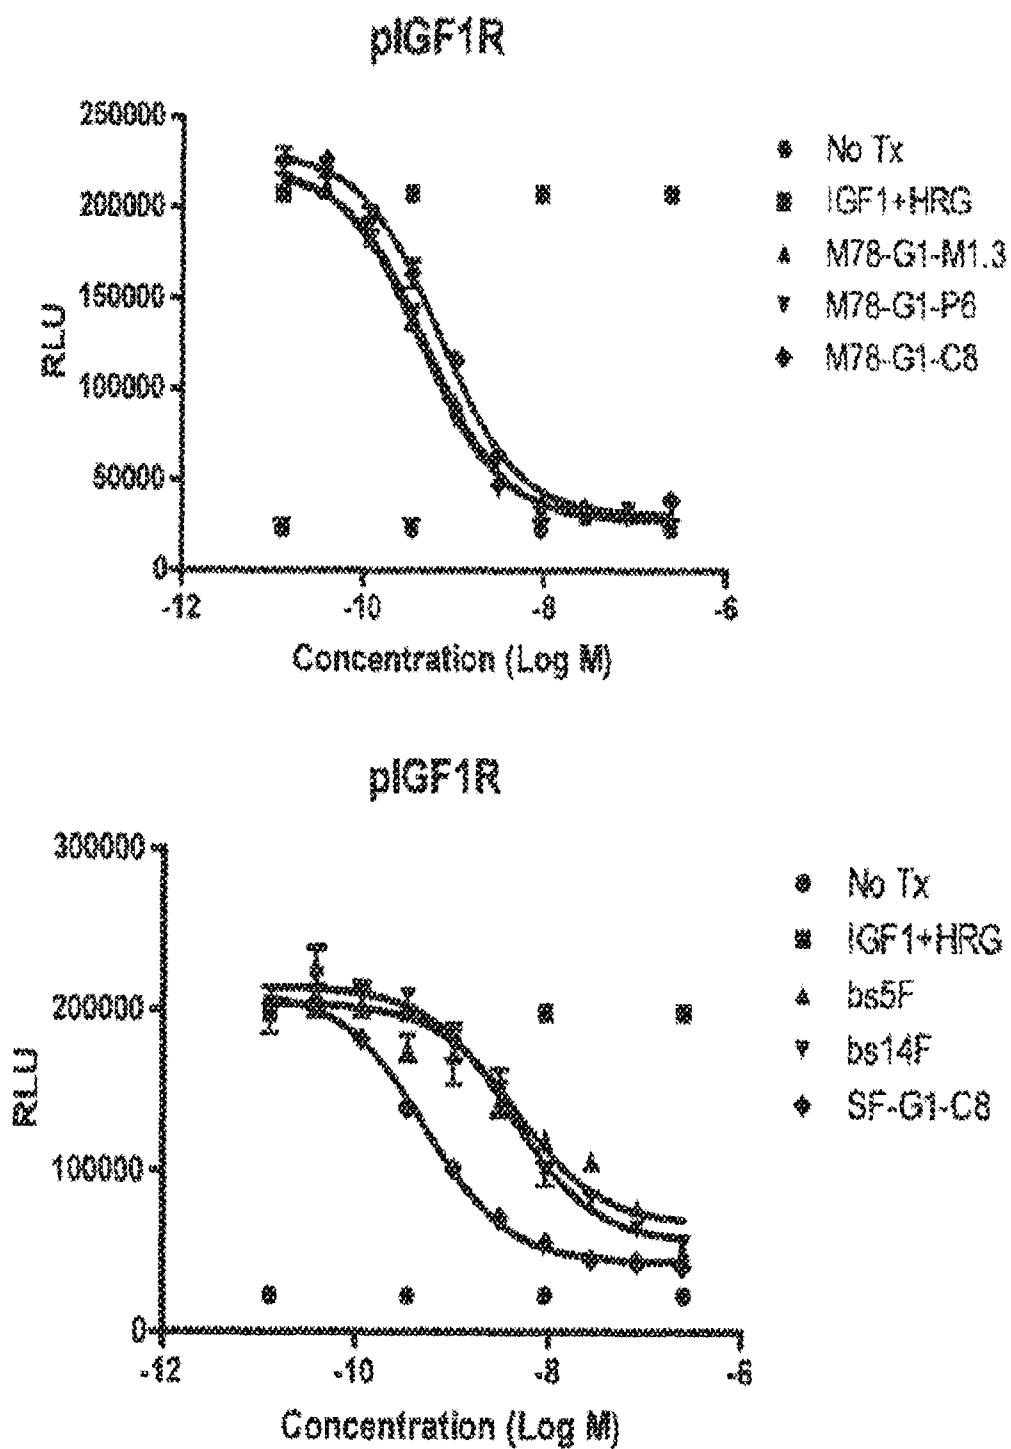 pIGF1R
250000
200000
150000
100000
50000
0
RLU
-12
-10
-8
-6
Concentration (Log M)
No Tx
IGF1+HRG
M78-G1-M1.3
M78-G1-P6
M78-G1-C8
pIGF1R
300000
200000
100000
0
RLU
-12
-10
-8
-6
Concentration (Log M)
No Tx
IGF1+HRG
bs5F
bs14F
SF-G1-C8